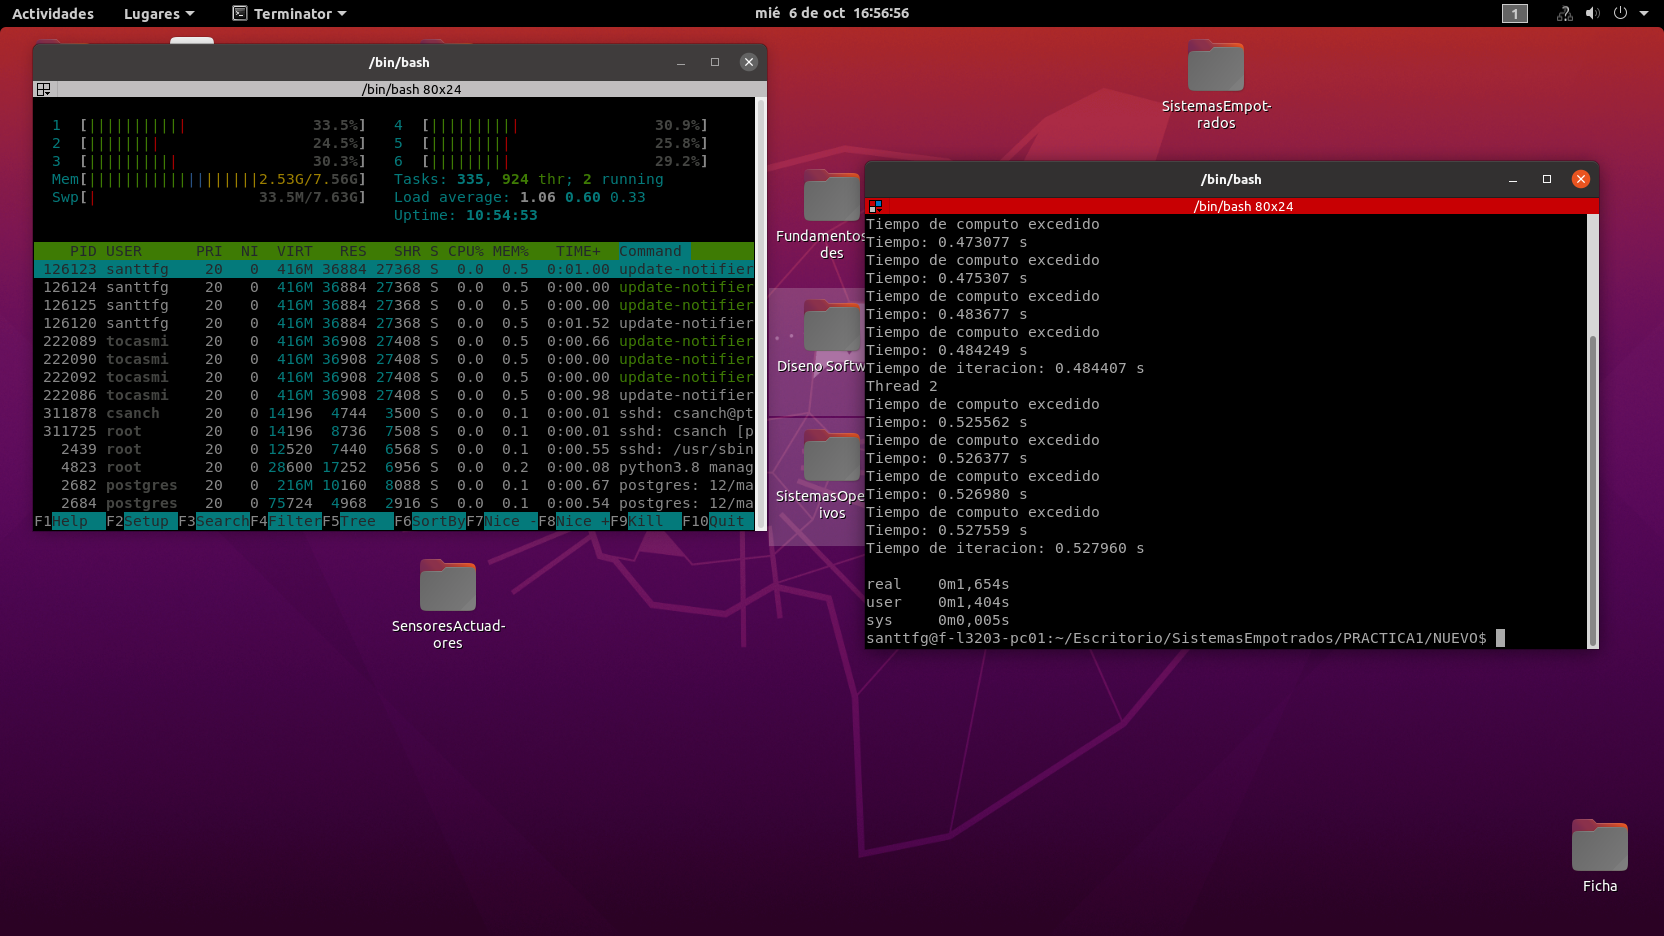 Actividades Lugares Terminator mié 6 de oct 16:56:56 1
/bin/bash
/bin/bash 80x24
1 [||||||||||| 33.5%] 4 [|||||||||| 30.9%]
2 [|||||||| 24.5%] 5 [||||||||| 25.8%]
3 [|||||||||| 30.3%] 6 [||||||||| 29.2%]
Mem[|||||||||||||||||||2.53G/7.56G] Tasks: 335, 924 thr; 2 running
Swp[| 33.5M/7.63G] Load average: 1.06 0.60 0.33
Uptime: 10:54:53
PID USER PRI NI VIRT RES SHR S CPU% MEM% TIME+ Command
126123 santtfg 20 0 416M 36884 27368 S 0.0 0.5 0:01.00 update-notifier
126124 santtfg 20 0 416M 36884 27368 S 0.0 0.5 0:00.00 update-notifier
126125 santtfg 20 0 416M 36884 27368 S 0.0 0.5 0:00.00 update-notifier
126120 santtfg 20 0 416M 36884 27368 S 0.0 0.5 0:01.52 update-notifier
222089 tocasmi 20 0 416M 36908 27408 S 0.0 0.5 0:00.66 update-notifier
222090 tocasmi 20 0 416M 36908 27408 S 0.0 0.5 0:00.00 update-notifier
222092 tocasmi 20 0 416M 36908 27408 S 0.0 0.5 0:00.00 update-notifier
222086 tocasmi 20 0 416M 36908 27408 S 0.0 0.5 0:00.98 update-notifier
311878 csanch 20 0 14196 4744 3500 S 0.0 0.1 0:00.01 sshd: csanch@pt
311725 root 20 0 14196 8736 7508 S 0.0 0.1 0:00.01 sshd: csanch [p
2439 root 20 0 12520 7440 6568 S 0.0 0.1 0:00.55 sshd: /usr/sbin
4823 root 20 0 28600 17252 6956 S 0.0 0.2 0:00.08 python3.8 manag
2682 postgres 20 0 216M 10160 8088 S 0.0 0.1 0:00.67 postgres: 12/ma
2684 postgres 20 0 75724 4968 2916 S 0.0 0.1 0:00.54 postgres: 12/ma
F1Help F2Setup F3SearchF4FilterF5Tree F6SortByF7Nice -F8Nice +F9Kill F10Quit
SistemasEmpot-
rados
Fundamentos
des
Diseno Softw
SistemasOpe
ivos
SensoresActuad-
ores
/bin/bash
/bin/bash 80x24
Tiempo de computo excedido
Tiempo: 0.473077 s
Tiempo de computo excedido
Tiempo: 0.475307 s
Tiempo de computo excedido
Tiempo: 0.483677 s
Tiempo de computo excedido
Tiempo: 0.484249 s
Tiempo de iteracion: 0.484407 s
Thread 2
Tiempo de computo excedido
Tiempo: 0.525562 s
Tiempo de computo excedido
Tiempo: 0.526377 s
Tiempo de computo excedido
Tiempo: 0.526980 s
Tiempo de computo excedido
Tiempo: 0.527559 s
Tiempo de iteracion: 0.527960 s
real 0m1,654s
user 0m1,404s
sys 0m0,005s
santtfg@f-l3203-pc01:~/Escritorio/SistemasEmpotrados/PRACTICA1/NUEVO$
Ficha